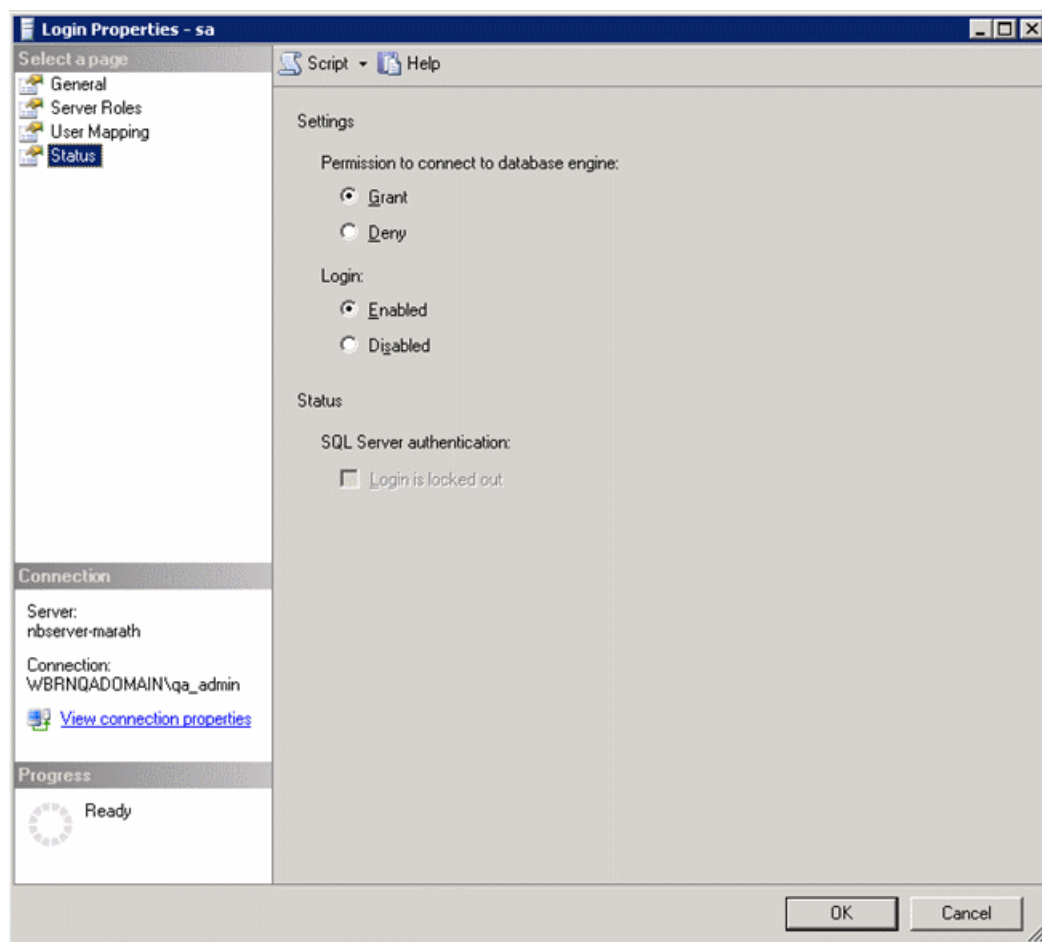 Login Properties - sa
Select a page
General
Server Roles
User Mapping
Status
Script Help
Settings
Permission to connect to database engine:
Grant
Deny
Login:
Enabled
Disabled
Status
SQL Server authentication:
Login is locked out
Connection
Server:
nbserver-marath
Connection:
WBRNQADOMAIN\qa_admin
View connection properties
Progress
Ready
OK Cancel